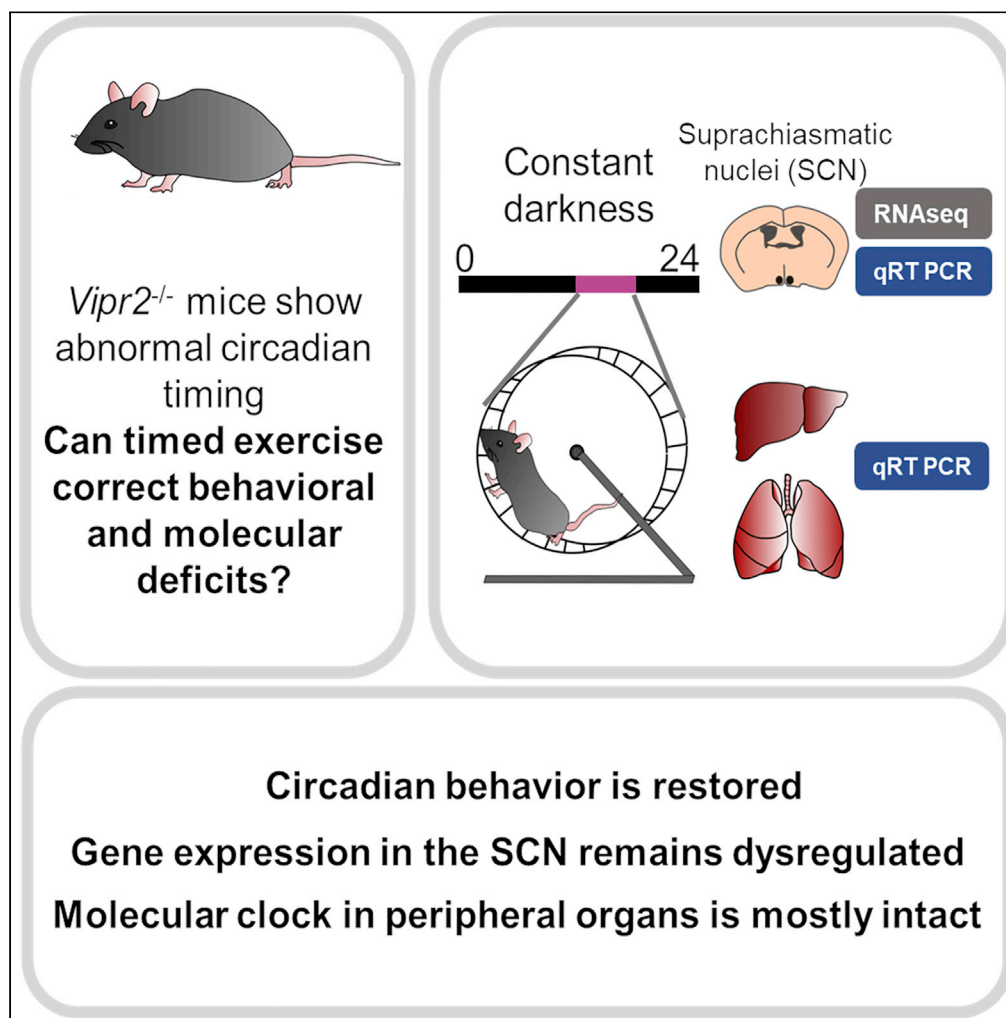 Vipr2-/- mice show
abnormal circadian
timing
Can timed exercise
correct behavioral
and molecular
deficits?
Constant
darkness
0 24
Suprachiasmatic
nuclei (SCN)
RNAseq
qRT PCR
qRT PCR
Circadian behavior is restored
Gene expression in the SCN remains dysregulated
Molecular clock in peripheral organs is mostly intact